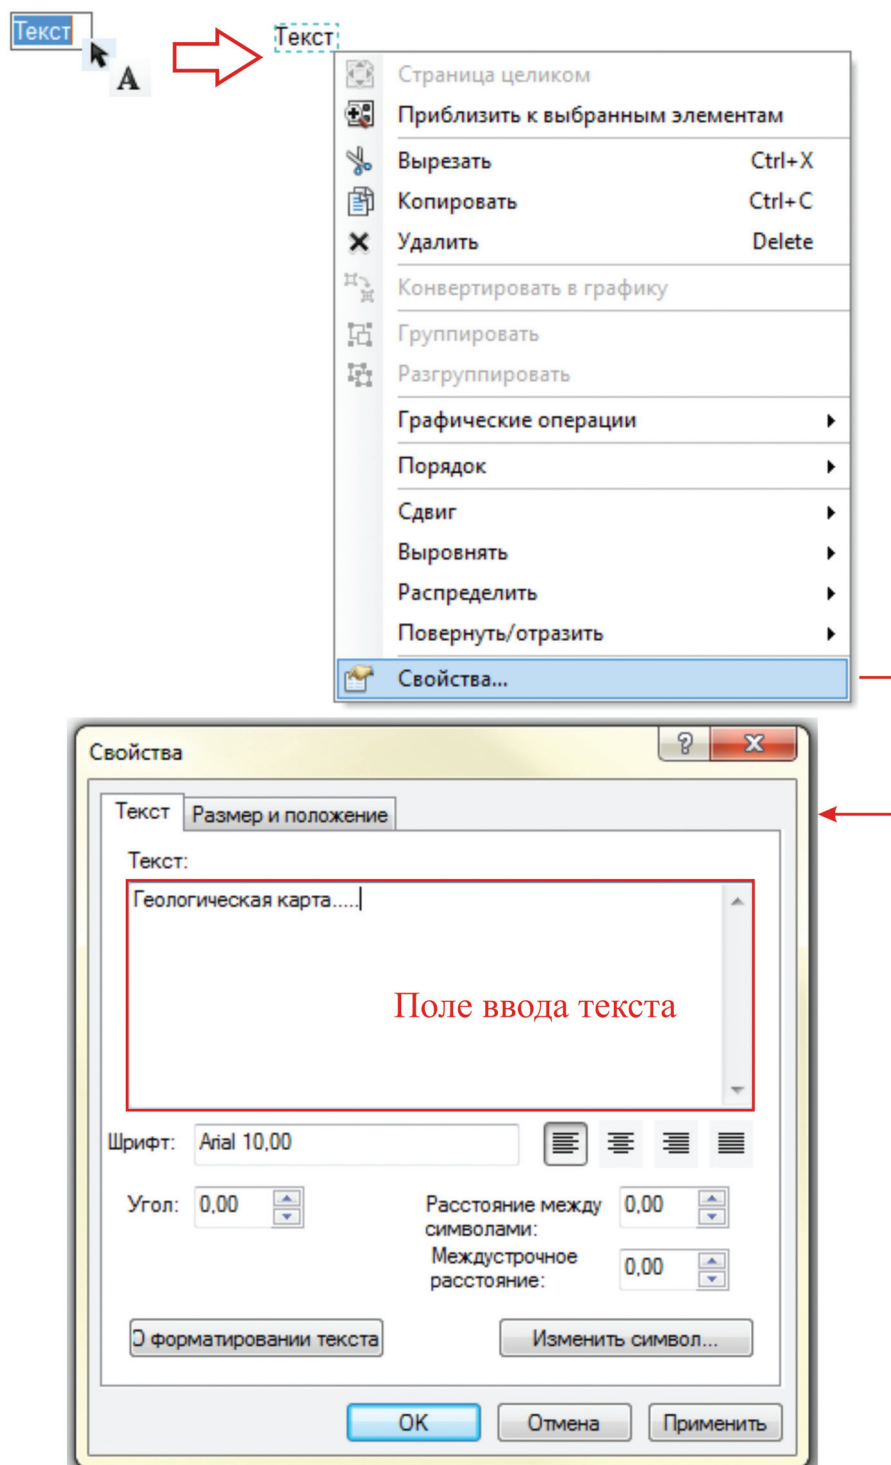 Текст
A
Текст
Страница целиком
Приблизить к выбранным элементам
Вырезать Ctrl+X
Копировать Ctrl+C
Удалить Delete
Конвертировать в графику
Группировать
Разгруппировать
Графические операции
Порядок
Сдвиг
Выровнять
Распределить
Повернуть/отразить
Свойства...
Свойства
Текст Размер и положение
Текст:
Геологическая карта.....
Поле ввода текста
Шрифт: Arial 10,00
Угол: 0,00 Расстояние между 0,00
символами:
Междустрочное
расстояние: 0,00
О форматировании текста Изменить символ...
OK Отмена Применить